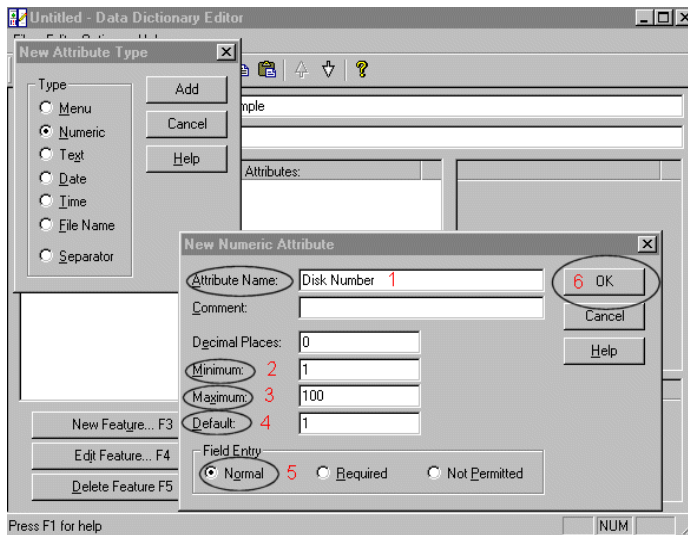 Untitled - Data Dictionary Editor
New Attribute Type
Type
Menu
Numeric
Text
Date
Time
File Name
Separator
Add
Cancel
Help
Attributes:
New Numeric Attribute
Attribute Name: Disk Number 1
Comment:
Decimal Places: 0
Minimum: 2 1
Maximum: 3 100
Default: 4 1
Field Entry
Normal 5 Required Not Permitted
6 OK
Cancel
Help
New Feature... F3
Edit Feature... F4
Delete Feature F5
Press F1 for help
NUM